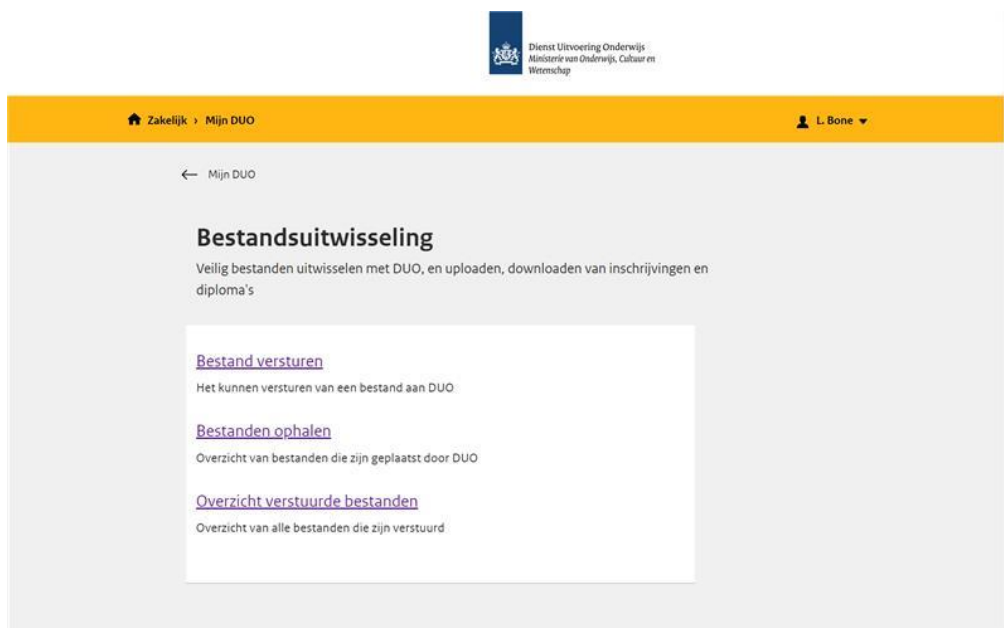 Dienst Uitvoering Onderwijs
Ministerie van Onderwijs, Cultuur en
Wetenschap
Zakelijk › Mijn DUO
L. Bone
← Mijn DUO
Bestandsuitwisseling
Veilig bestanden uitwisselen met DUO, en uploaden, downloaden van inschrijvingen en
diploma's
Bestand versturen
Het kunnen versturen van een bestand aan DUO
Bestanden ophalen
Overzicht van bestanden die zijn geplaatst door DUO
Overzicht verstuurde bestanden
Overzicht van alle bestanden die zijn verstuurd